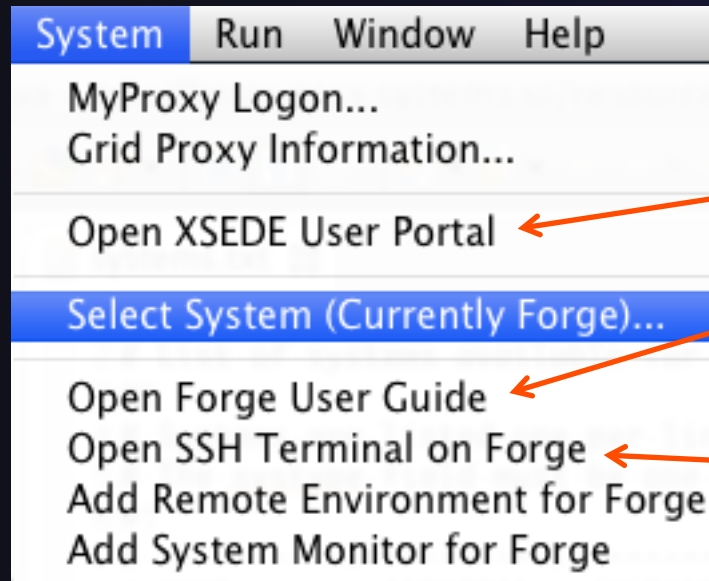 System Run Window Help
MyProxy Logon...
Grid Proxy Information...
Open XSEDE User Portal
Select System (Currently Forge)...
Open Forge User Guide
Open SSH Terminal on Forge
Add Remote Environment for Forge
Add System Monitor for Forge